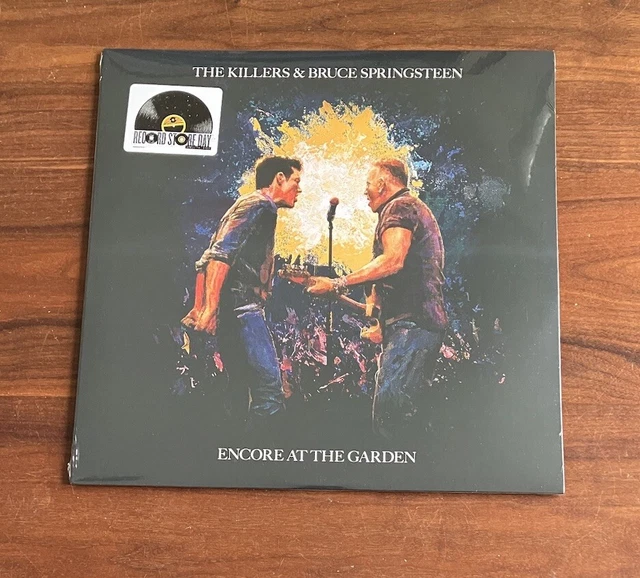 THE KILLERS & BRUCE SPRINGSTEEN
RECORD STORE DAY
ENCORE AT THE GARDEN